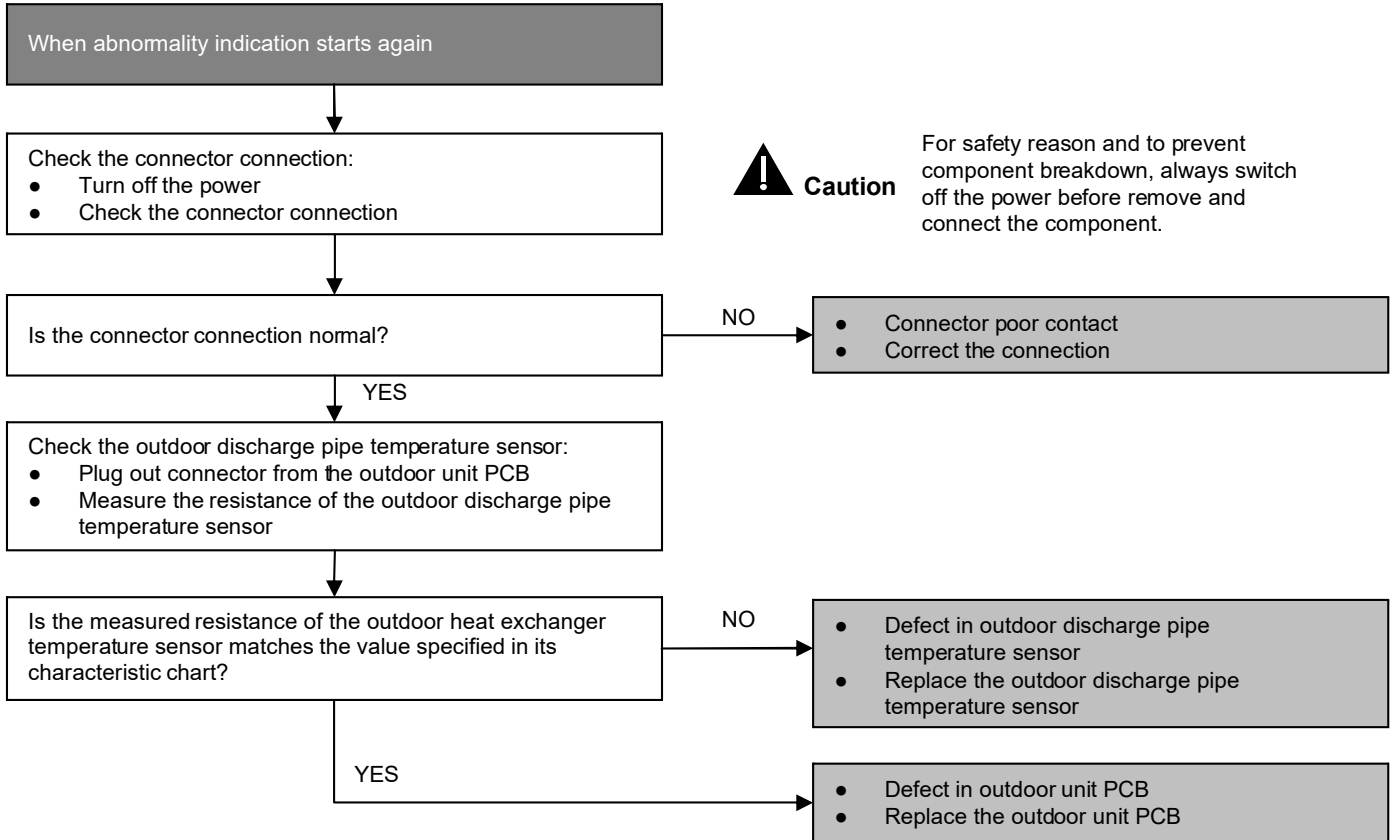 When abnormality indication starts again
Check the connector connection:
● Turn off the power
● Check the connector connection
Caution
For safety reason and to prevent
component breakdown, always switch
off the power before remove and
connect the component.
Is the connector connection normal?
NO
● Connector poor contact
● Correct the connection
YES
Check the outdoor discharge pipe temperature sensor:
● Plug out connector from the outdoor unit PCB
● Measure the resistance of the outdoor discharge pipe
temperature sensor
Is the measured resistance of the outdoor heat exchanger
temperature sensor matches the value specified in its
characteristic chart?
NO
● Defect in outdoor discharge pipe
temperature sensor
● Replace the outdoor discharge pipe
temperature sensor
YES
● Defect in outdoor unit PCB
● Replace the outdoor unit PCB